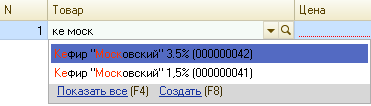 N Товар Цена
1 ке моск
Кефир "Московский" 3.5% (000000042)
Кефир "Московский" 1,5% (000000041)
Показать все (F4) Создать (F8)